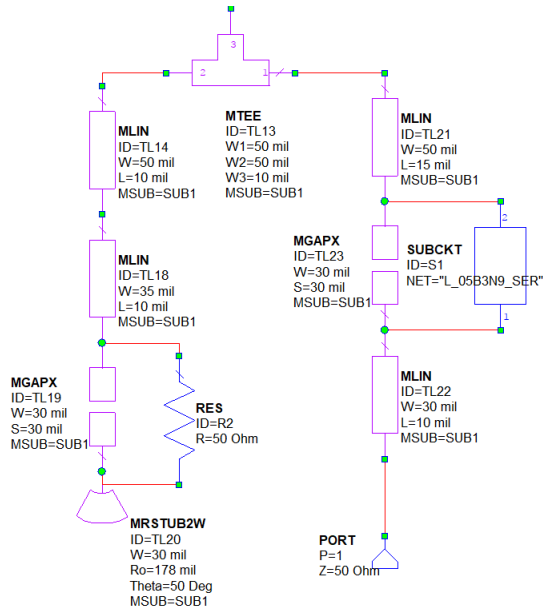 3
2
1
MLIN
ID=TL14
W=50 mil
L=10 mil
MSUB=SUB1
MTEE
ID=TL13
W1=50 mil
W2=50 mil
W3=10 mil
MSUB=SUB1
MLIN
ID=TL21
W=50 mil
L=15 mil
MSUB=SUB1
MLIN
ID=TL18
W=35 mil
L=10 mil
MSUB=SUB1
MGAPX
ID=TL23
W=30 mil
S=30 mil
MSUB=SUB1
SUBCKT
ID=S1
NET="L_05B3N9_SER"
2
1
MGAPX
ID=TL19
W=30 mil
S=30 mil
MSUB=SUB1
RES
ID=R2
R=50 Ohm
MLIN
ID=TL22
W=30 mil
L=10 mil
MSUB=SUB1
MRSTUB2W
ID=TL20
W=30 mil
Ro=178 mil
Theta=50 Deg
MSUB=SUB1
PORT
P=1
Z=50 Ohm